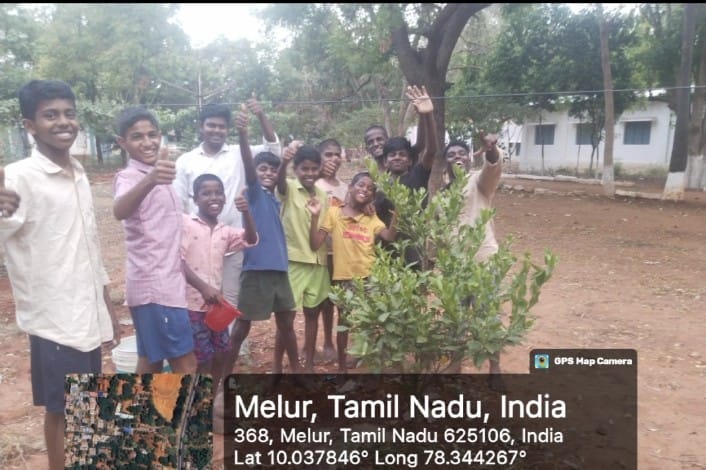 GPS Map Camera
Melur, Tamil Nadu, India
368, Melur, Tamil Nadu 625106, India
Lat 10.037846° Long 78.344267°